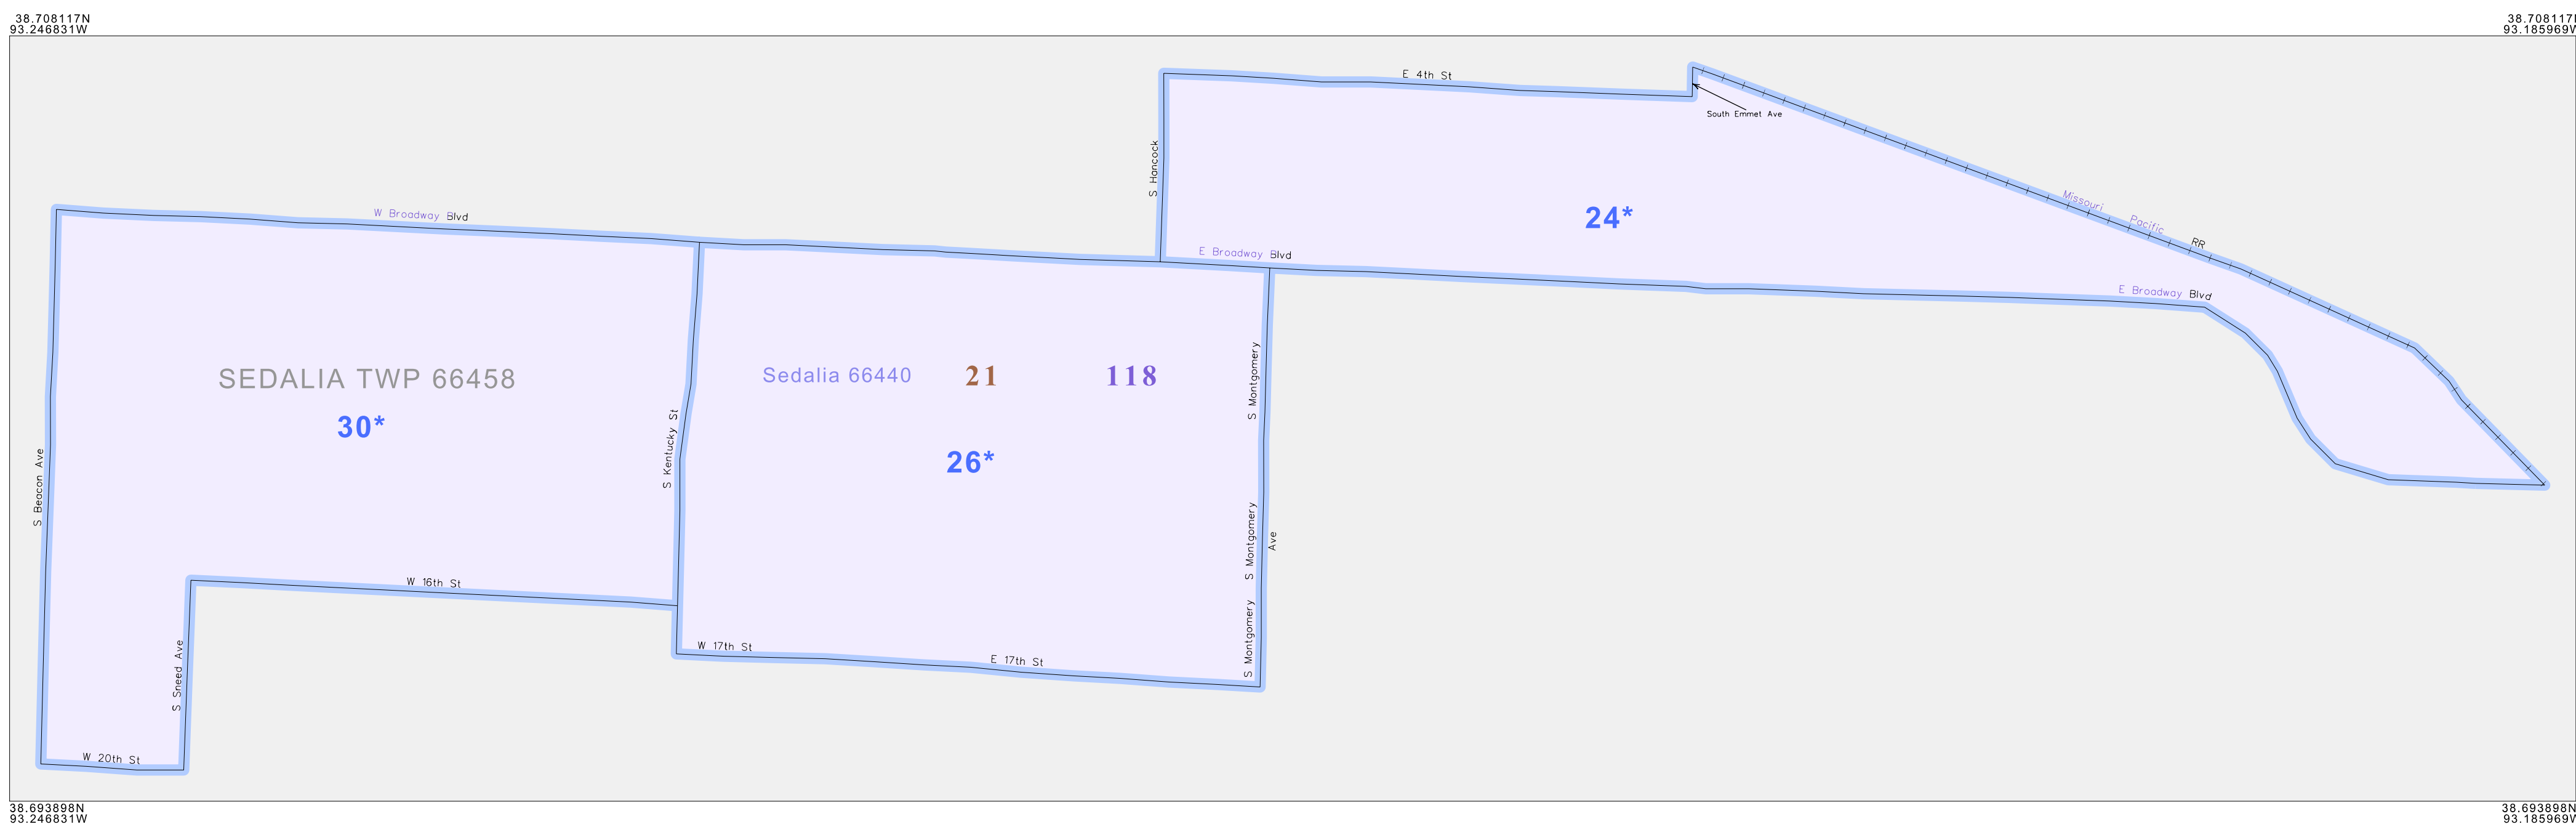 38.708117N
93.246831W
38.708117N
93.185969W
E 4th St
South Emmet Ave
S Hancock
Missouri Pacific RR
W Broadway Blvd
24*
E Broadway Blvd
E Broadway Blvd
SEDALIA TWP 66458
30*
Sedalia 66440
21
118
26*
S Montgomery
S Kentucky St
S Beacon Ave
S Montgomery Ave
W 16th St
S Montgomery
S Sneed Ave
W 17th St
E 17th St
W 20th St
38.693898N
93.246831W
38.693898N
93.185969W